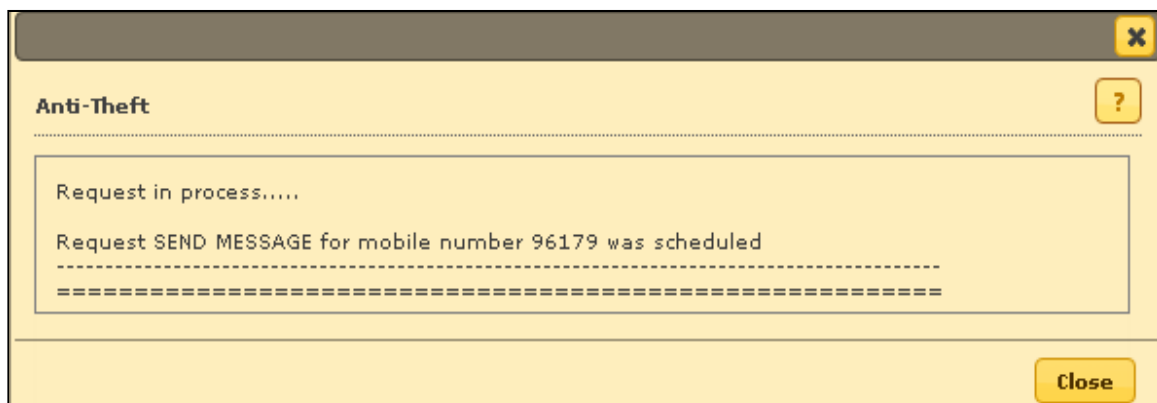 Anti-Theft
?
Request in process.....
Request SEND MESSAGE for mobile number 96179 was scheduled
--------------------------------------------------------------------------------------------
==========================================================
Close